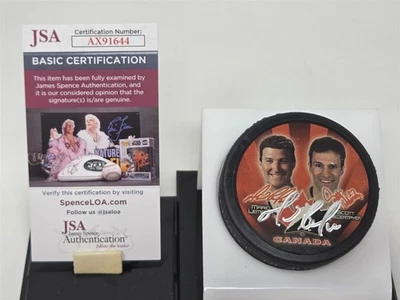 JSA
Certification Number:
AX91644
BASIC CERTIFICATION
This item has been fully examined by
James Spence Authentication, and
it is our considered opinion that the
signature(s) is/are genuine.
Verify this certification by visiting
SpenceLOA.com
Follow us @jsaloa
JSA
James Spence
Authentication
CANADA